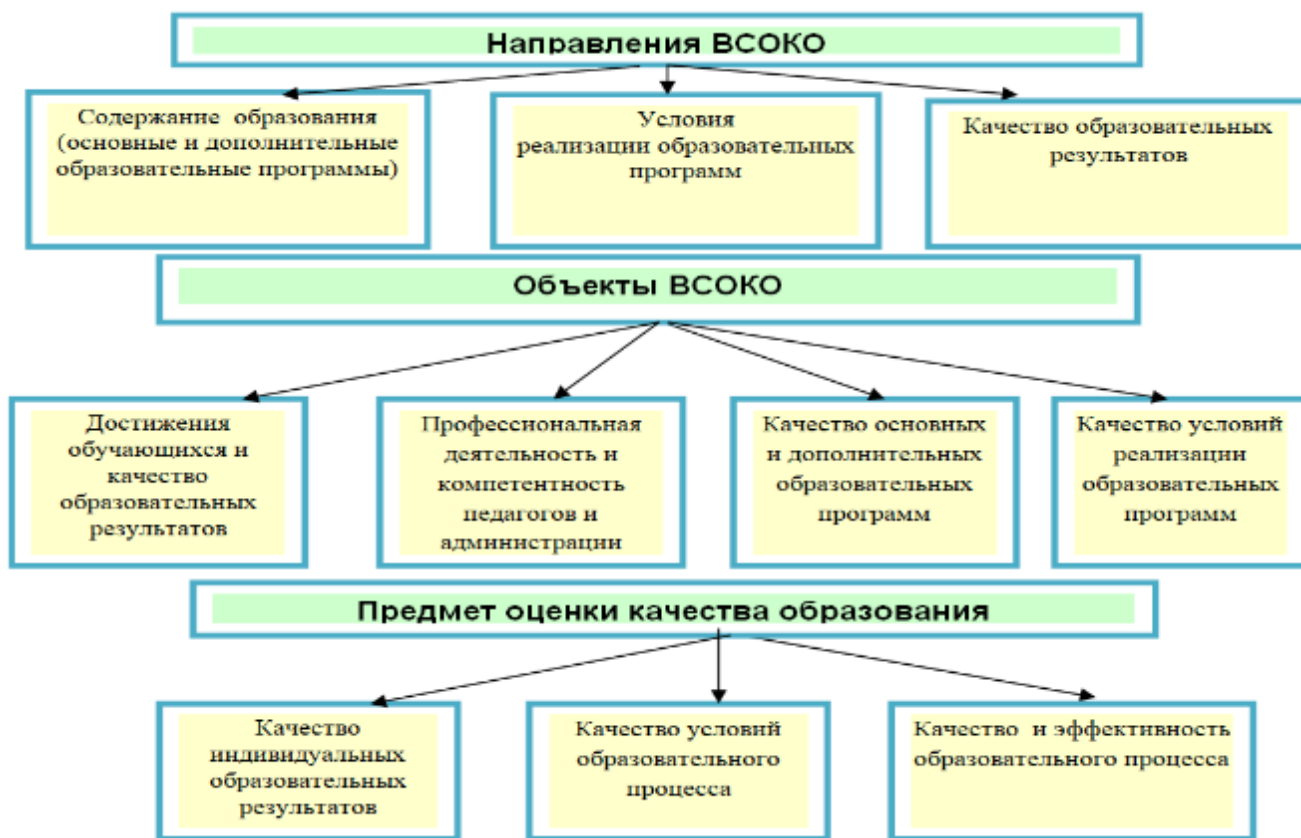 Направления ВСОКО
Содержание образования
(основные и дополнительные
образовательные программы)
Условия
реализации образовательных
программ
Качество образовательных
результатов
Объекты ВСОКО
Достижения
обучающихся и
качество
образовательных
результатов
Профессиональная
деятельность и
компетентность
педагогов и
администрации
Качество основных
и дополнительных
образовательных
программ
Качество условий
реализации
образовательных
программ
Предмет оценки качества образования
Качество
индивидуальных
образовательных
результатов
Качество условий
образовательного
процесса
Качество и эффективность
образовательного процесса